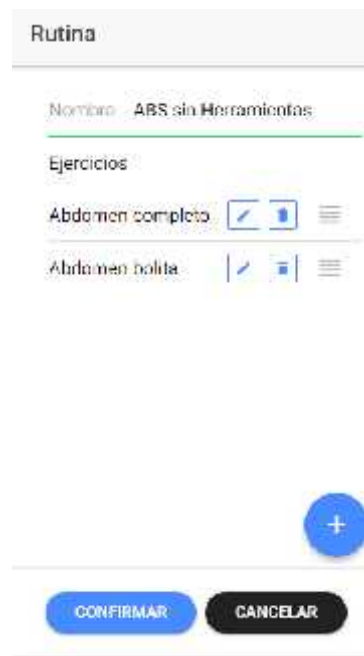 Rutina
Nombre ABS sin Herramientas
Ejercicios
Abdomen completo
Abdomen bolita
+
CONFIRMAR CANCELAR